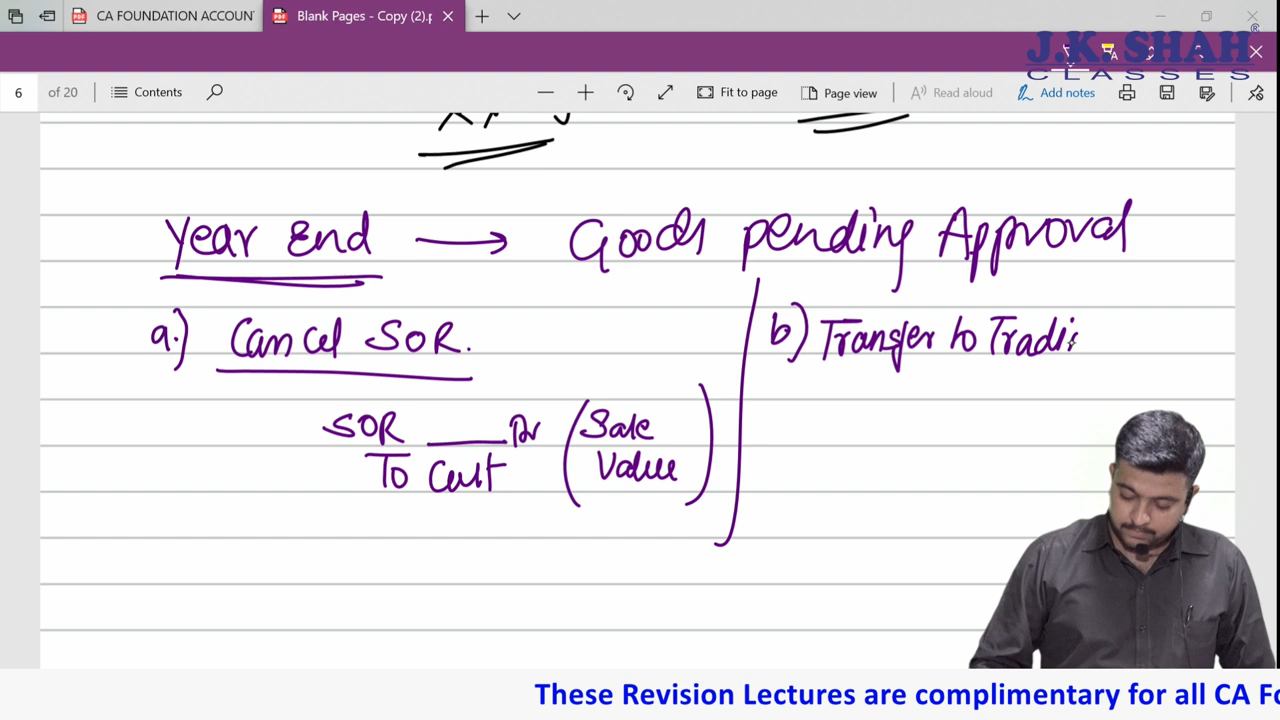 CA FOUNDATION ACCOUN
Blank Pages - Copy (2).p
J.K. SHAH®
CLASSES
6 of 20 Contents Fit to page Page view Read aloud Add notes
Year End → Goods pending Approval
a.) Cancel SOR.
b) Transfer to Tradi
SOR ____ Dr (Sale Value)
To Cust
These Revision Lectures are complimentary for all CA Fo